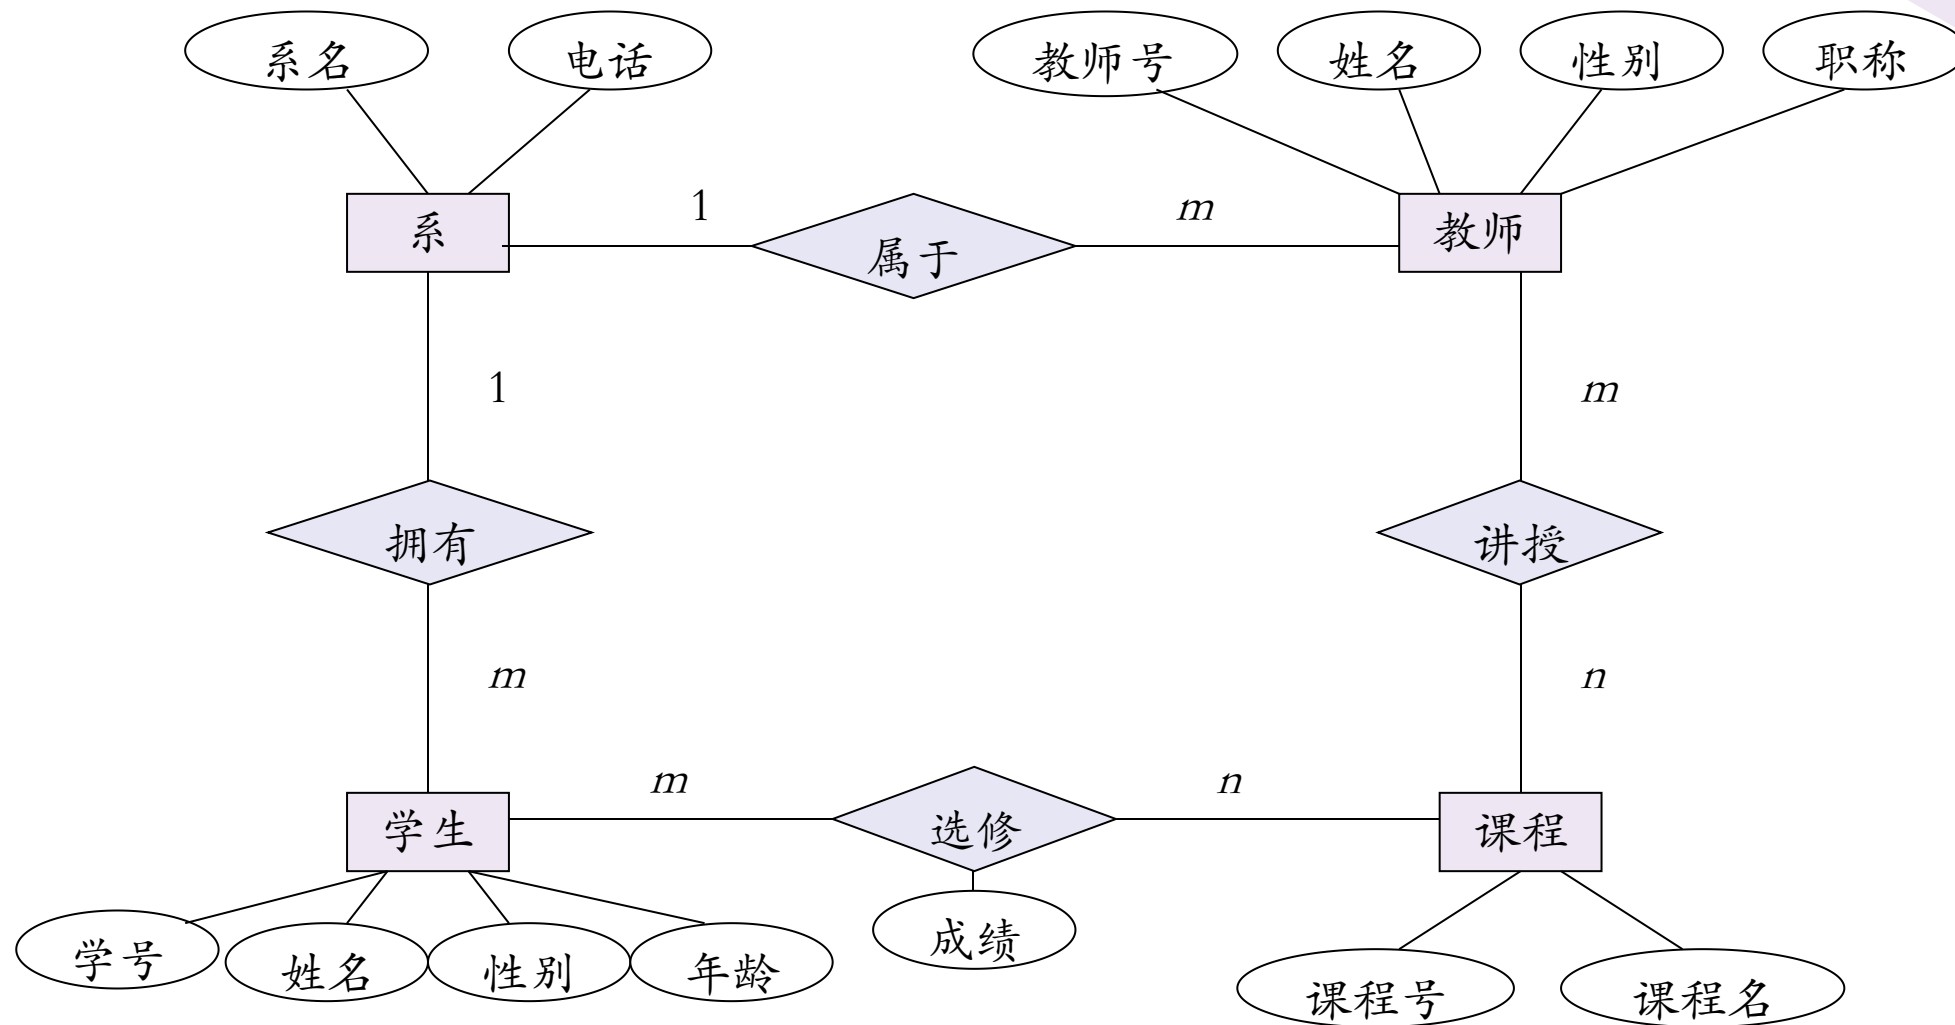 系名
电话
教师号
姓名
性别
职称
系
1
属于
m
教师
1
m
拥有
讲授
m
n
学生
m
选修
n
课程
学号
姓名
性别
年龄
成绩
课程号
课程名